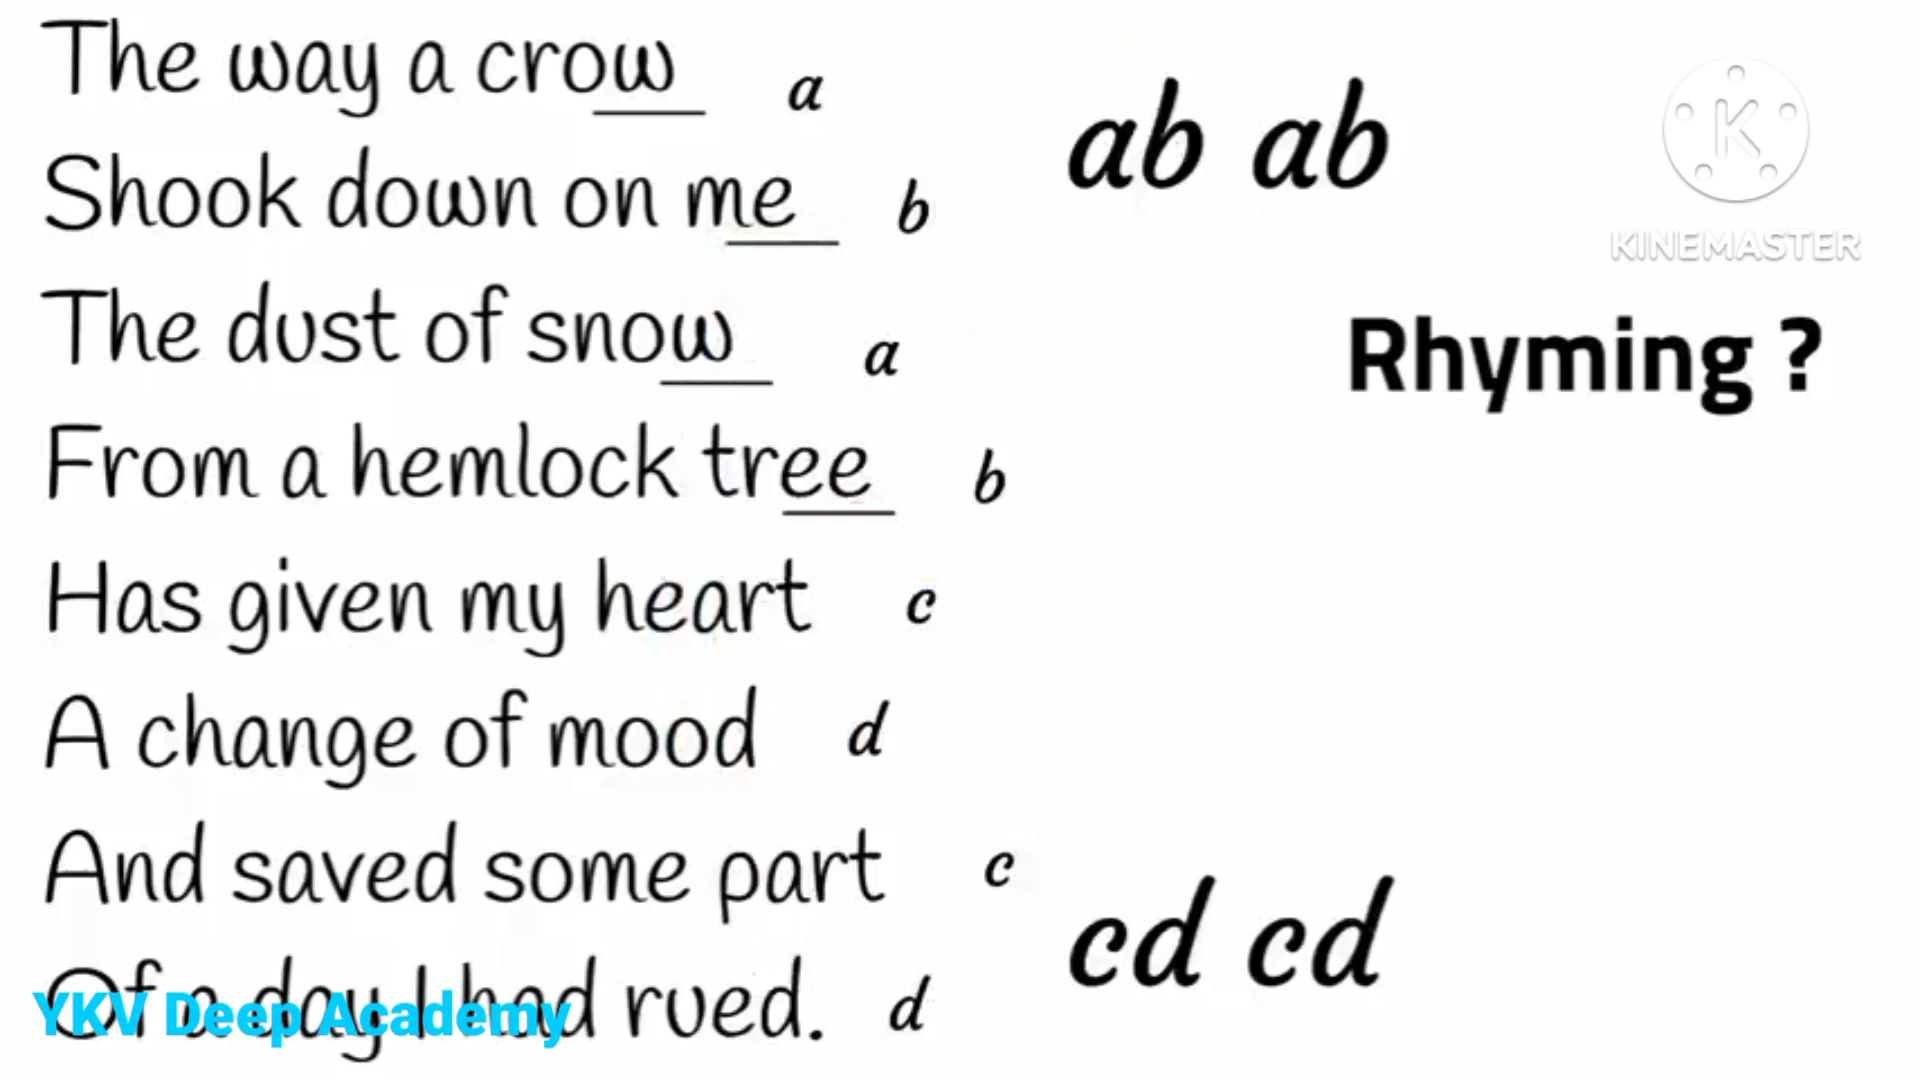 The way a crow a
Shook down on me b
The dust of snow a
From a hemlock tree b
Has given my heart c
A change of mood d
And saved some part c
Of a day I had rued. d
ab ab
cd cd
Rhyming ?
K
KINEMASTER
YKV Deep Academy